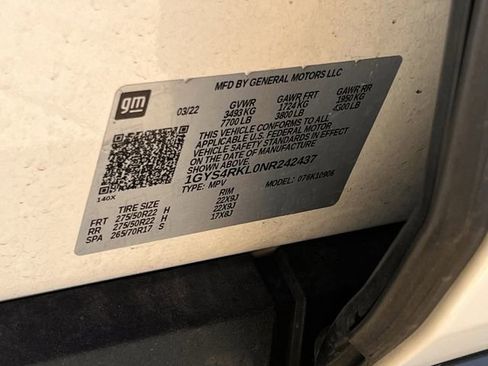 gm
MFD BY GENERAL MOTORS LLC
03/22 GVWR GAWR FRT GAWR RR
3493 KG 1724 KG 1950 KG
7700 LB 3800 LB 4300 LB
THIS VEHICLE CONFORMS TO ALL
APPLICABLE U.S. FEDERAL MOTOR
VEHICLE SAFETY STANDARDS IN EFFECT
ON THE DATE OF MANUFACTURE
SHOWN ABOVE.
1GYS4RKL0NR242437
TYPE: MPV MODEL: 076K10906
140X
TIRE SIZE RIM
FRT 275/50R22 H 22X9J
RR 275/50R22 H 22X9J
SPA 265/70R17 S 17X8J